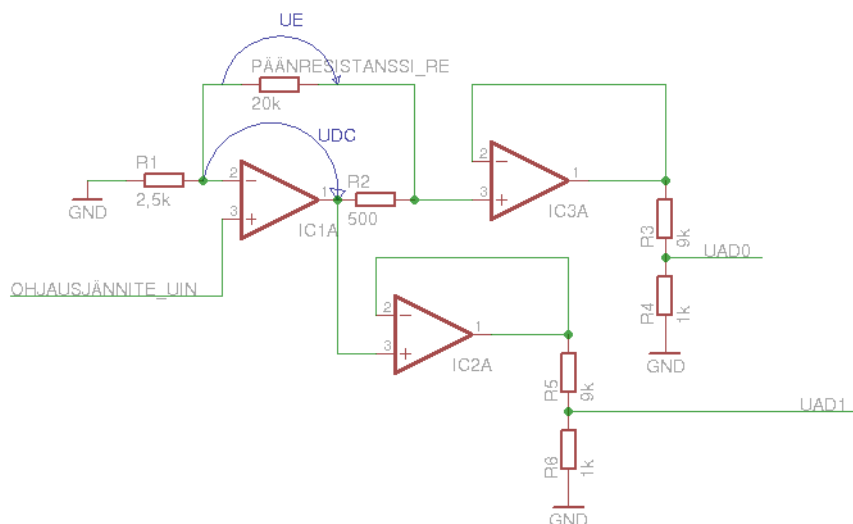 UE
PÄÄNRESISTANSSI_RE
20k
UDC
R1
2,5k
GND
2
3
1
IC1A
R2
500
2
3
1
IC3A
R3
9k
UAD0
R4
1k
GND
OHJAUSJÄNNITE_UIN
2
3
1
IC2A
R5
9k
UAD1
R6
1k
GND